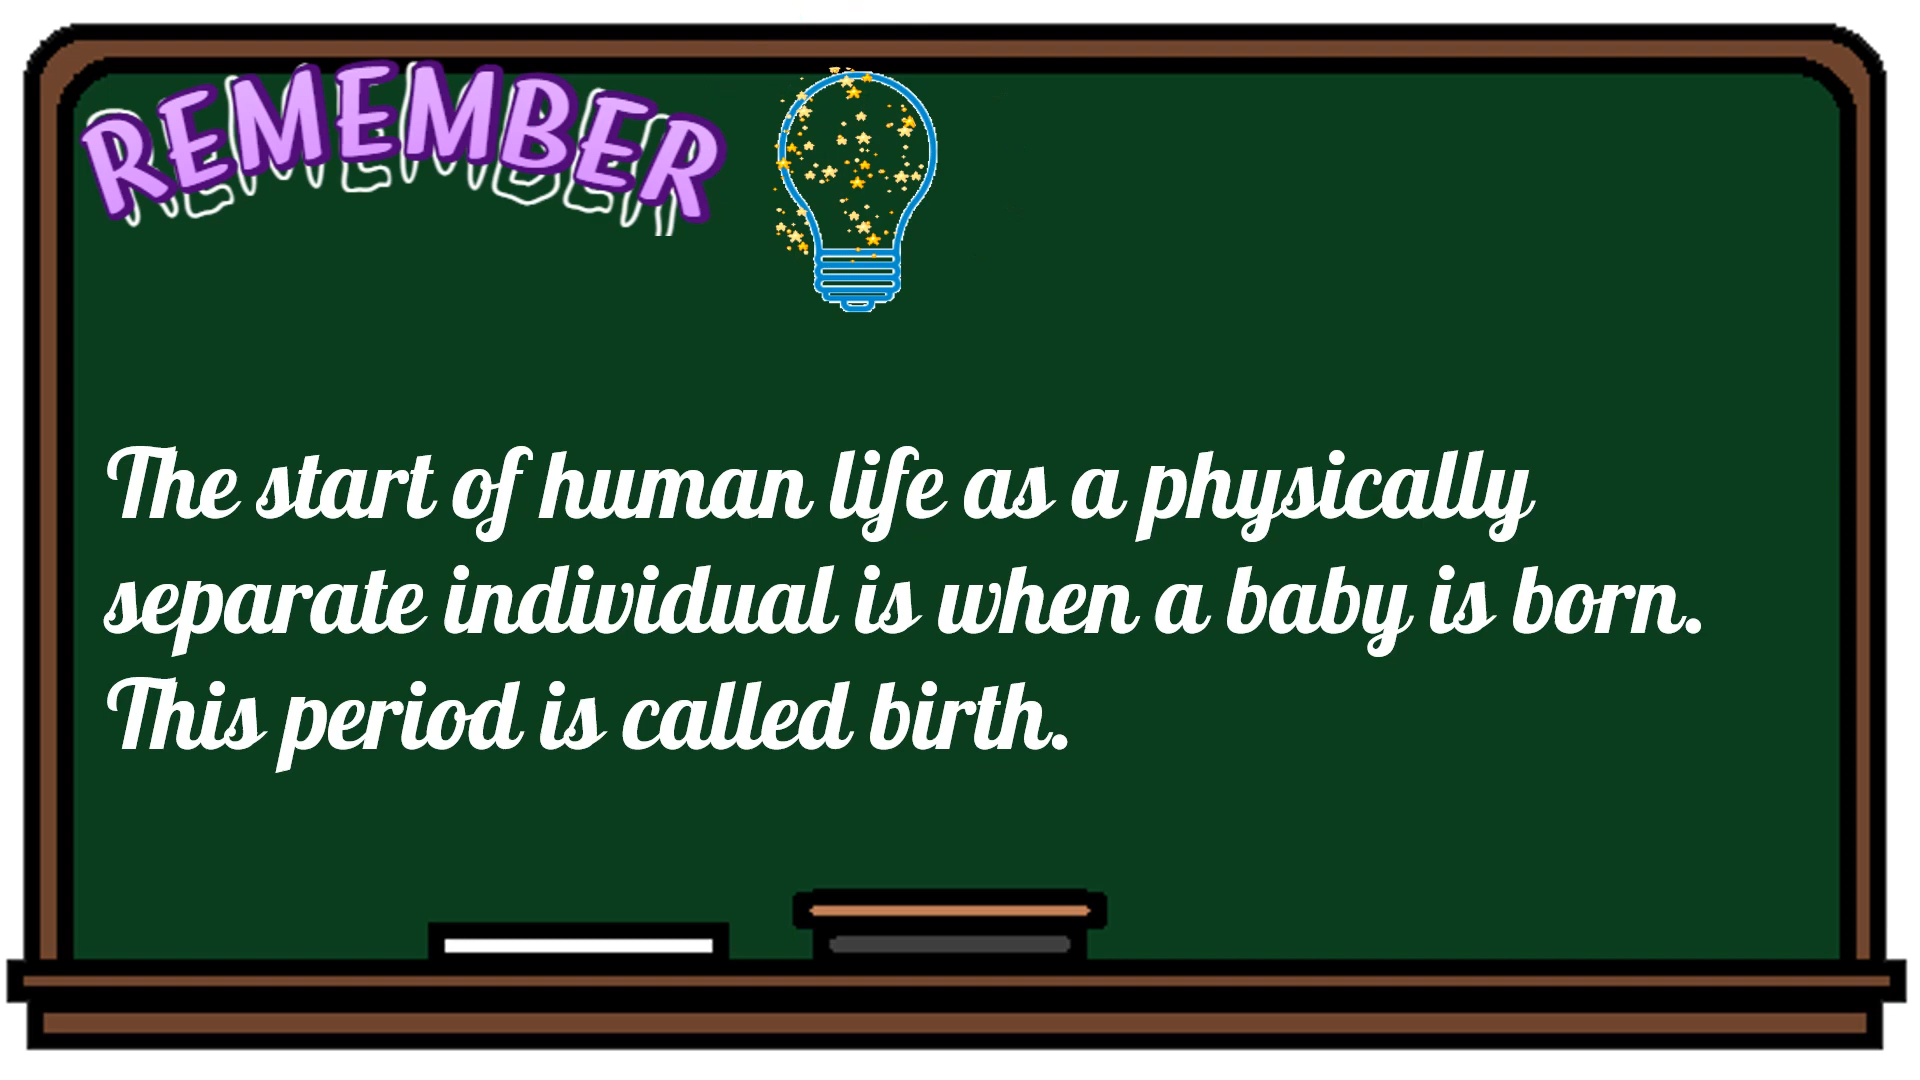 REMEMBER
The start of human life as a physically
separate individual is when a baby is born.
This period is called birth.